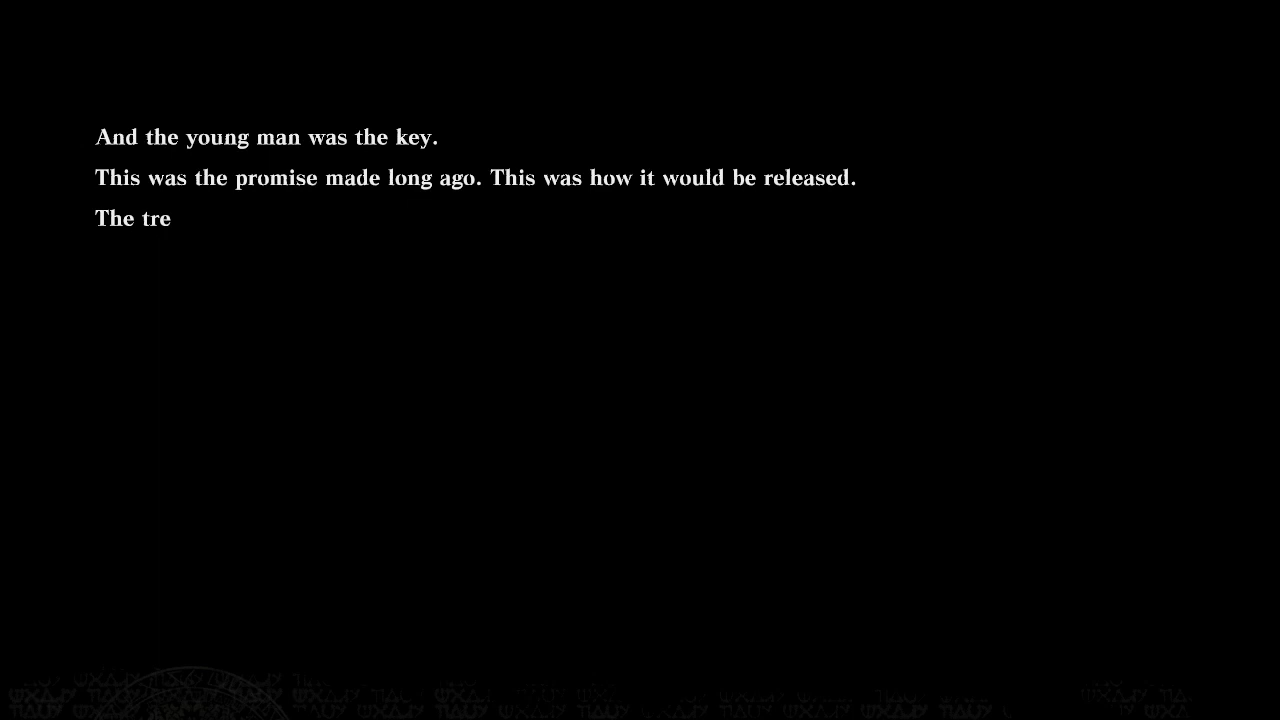 And the young man was the key.
This was the promise made long ago. This was how it would be released.
The tre